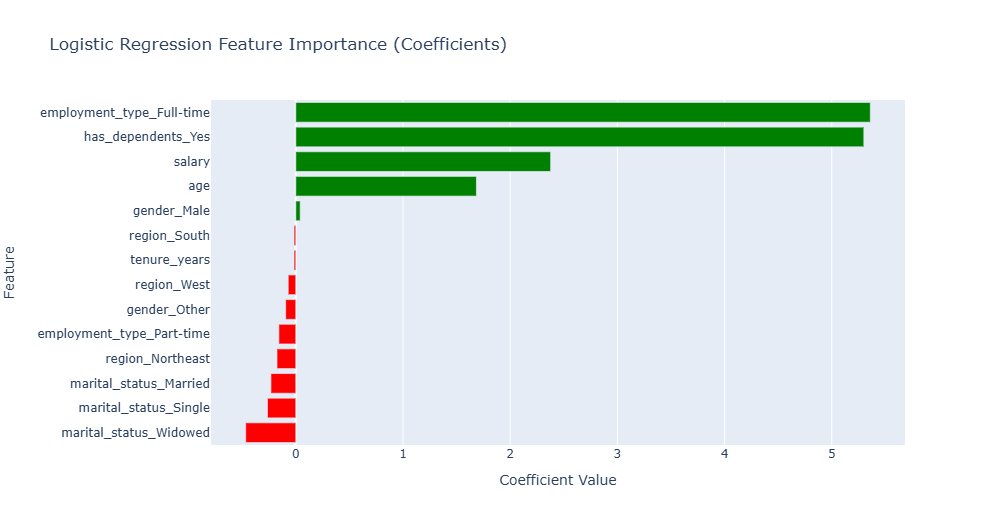 Logistic Regression Feature Importance (Coefficients)
Feature
employment_type_Full-time
has_dependents_Yes
salary
age
gender_Male
region_South
tenure_years
region_West
gender_Other
employment_type_Part-time
region_Northeast
marital_status_Married
marital_status_Single
marital_status_Widowed
0 1 2 3 4 5
Coefficient Value